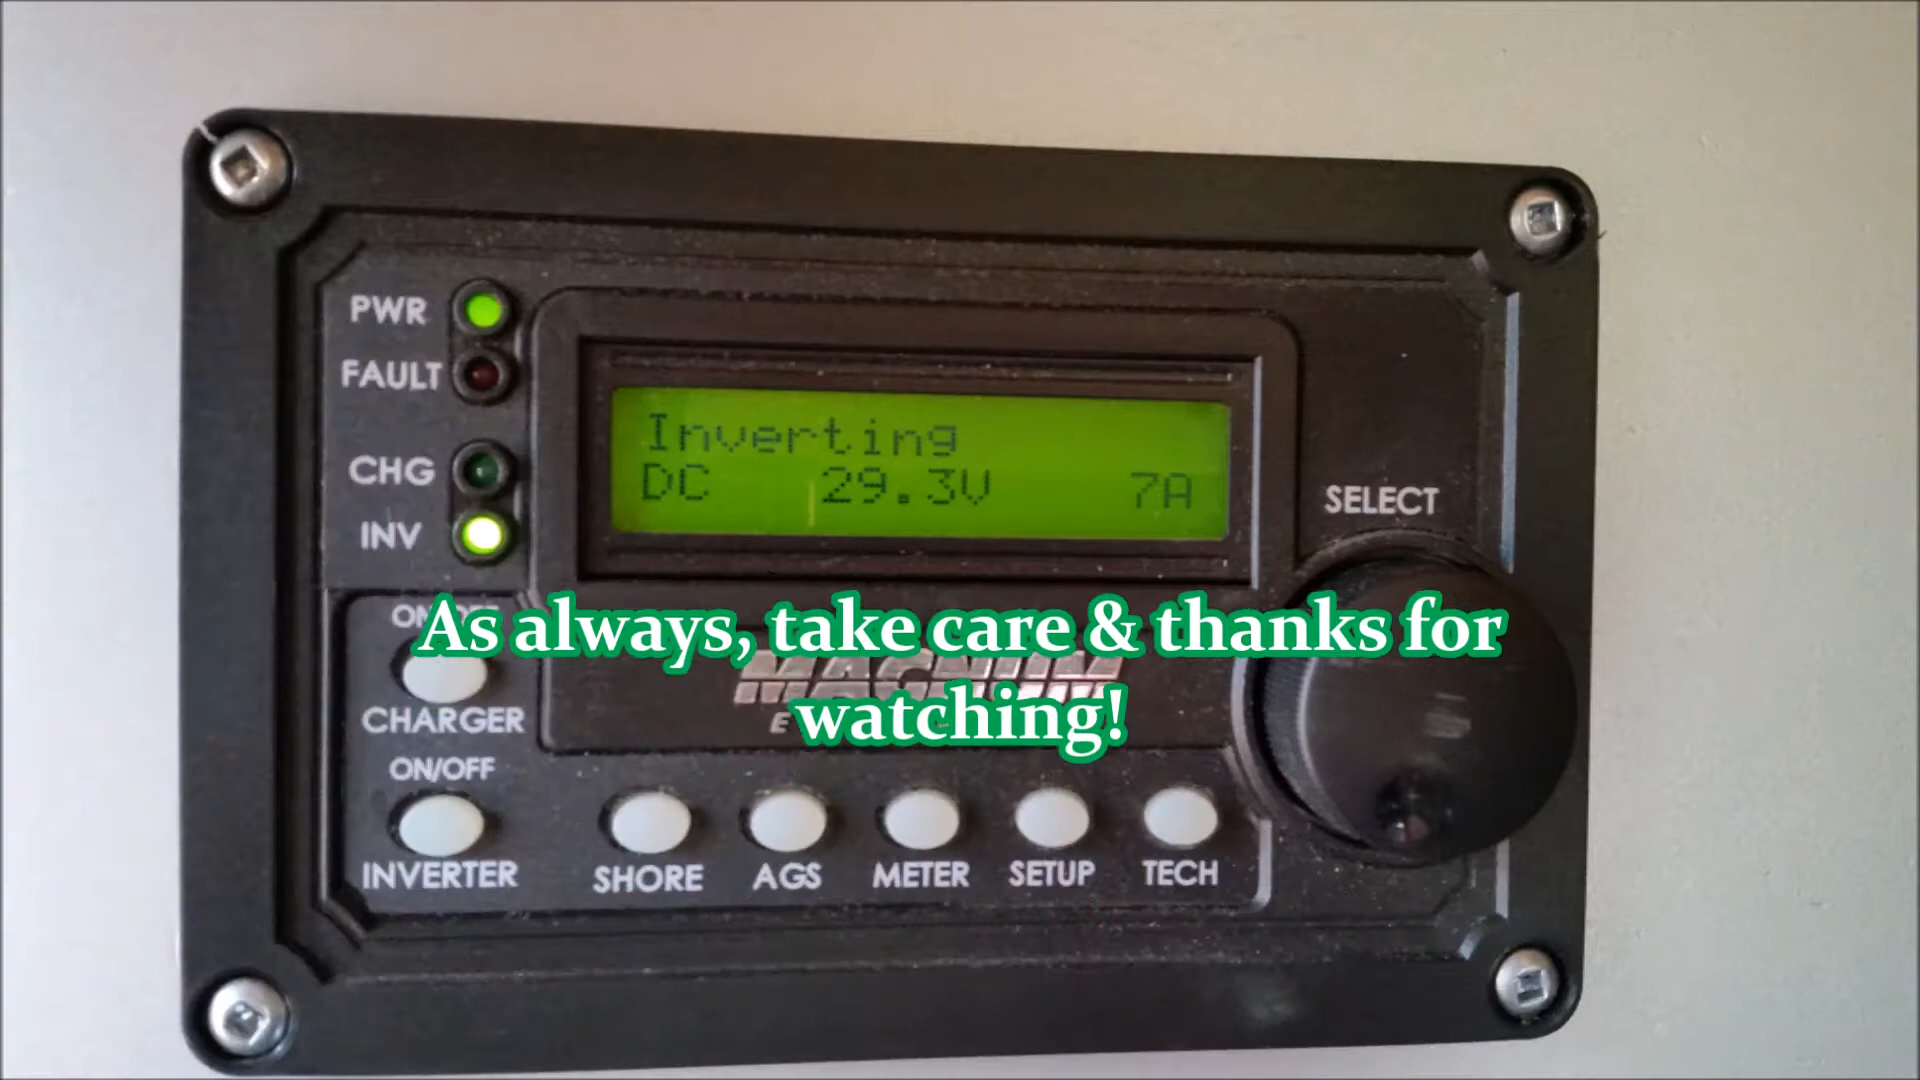 PWR
FAULT
CHG
INV
Inverting
DC 29.3V 7A
SELECT
As always, take care & thanks for
watching!
MAGNUM
CHARGER
ON/OFF
INVERTER
SHORE
AGS
METER
SETUP
TECH